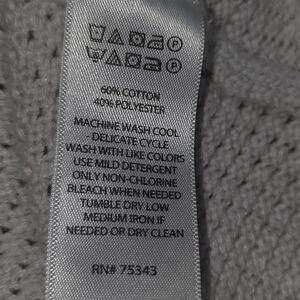 60% COTTON
40% POLYESTER
MACHINE WASH COOL
- DELICATE CYCLE
WASH WITH LIKE COLORS
USE MILD DETERGENT
ONLY NON-CHLORINE
BLEACH WHEN NEEDED
TUMBLE DRY LOW
MEDIUM IRON IF
NEEDED OR DRY CLEAN
RN# 75343